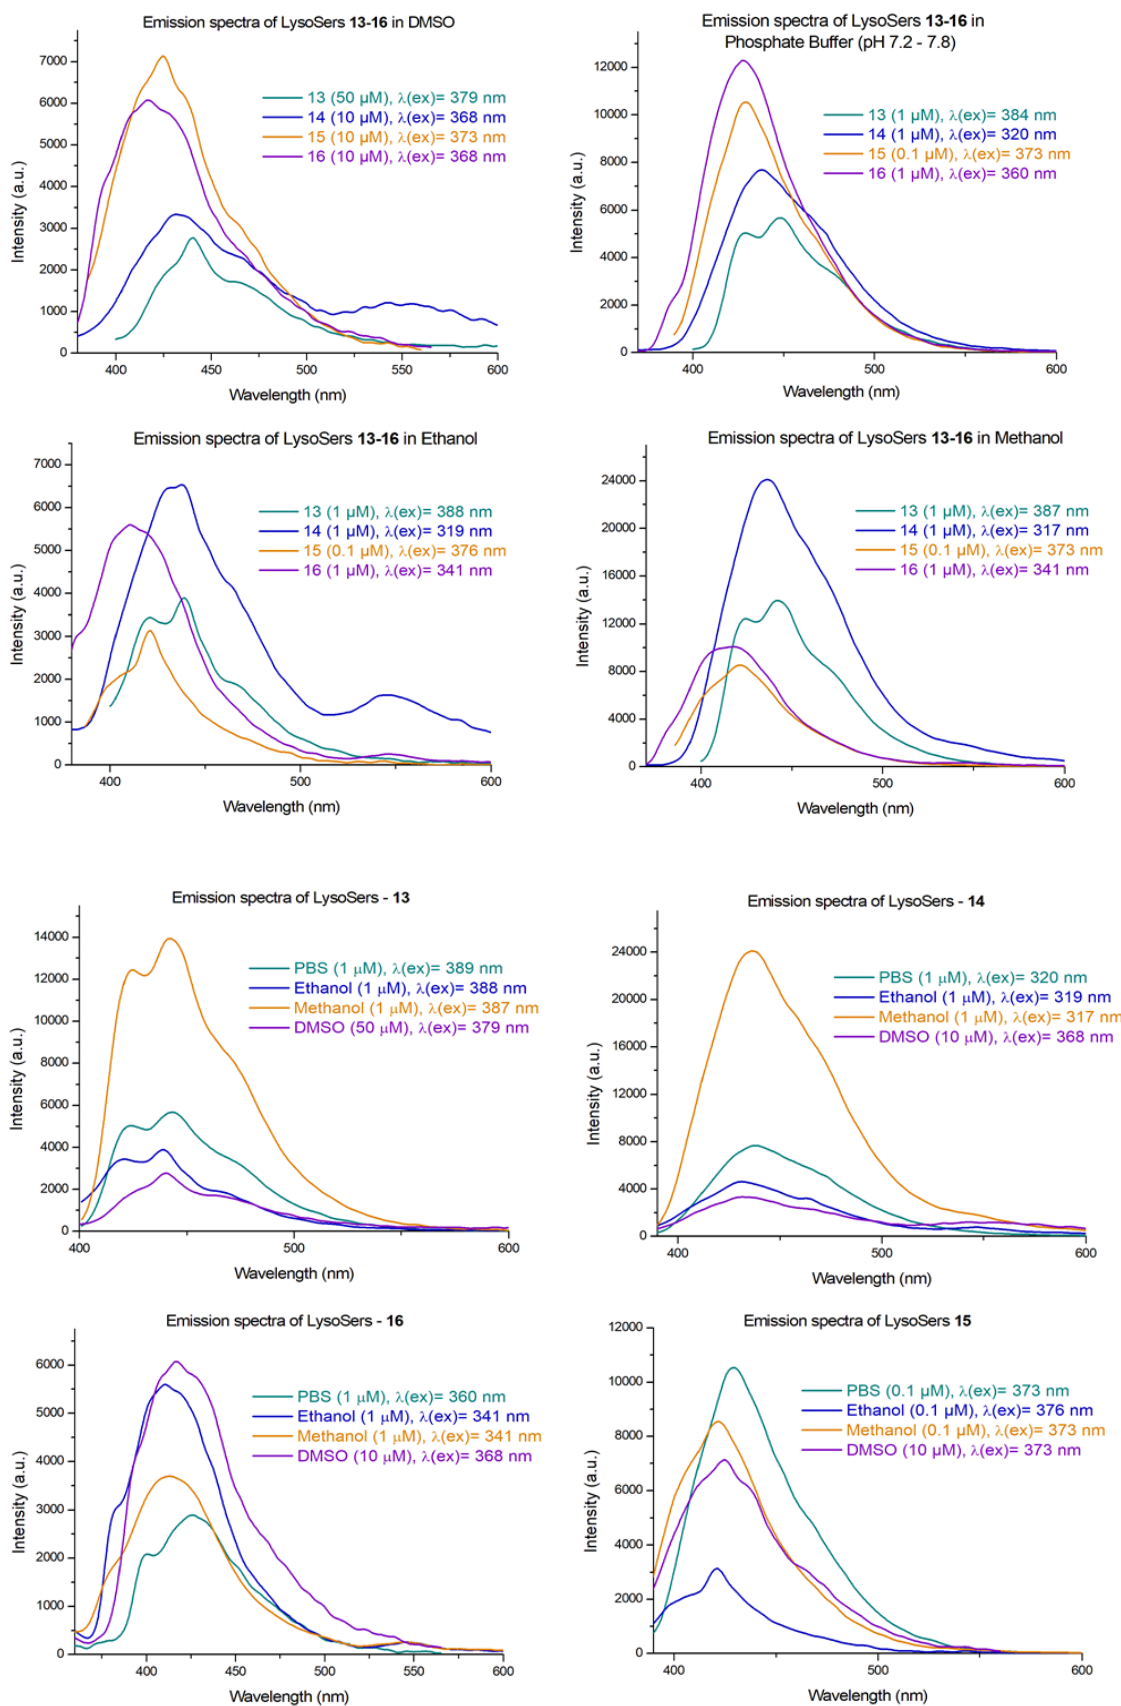 Emission spectra of LysoSers 13-16 in DMSO
13 (50 µM), λ(ex)= 379 nm
14 (10 µM), λ(ex)= 368 nm
15 (10 µM), λ(ex)= 373 nm
16 (10 µM), λ(ex)= 368 nm
Intensity (a.u.)
7000
6000
5000
4000
3000
2000
1000
0
400 450 500 550 600
Wavelength (nm)
Emission spectra of LysoSers 13-16 in
Phosphate Buffer (pH 7.2 - 7.8)
13 (1 µM), λ(ex)= 384 nm
14 (1 µM), λ(ex)= 320 nm
15 (0.1 µM), λ(ex)= 373 nm
16 (1 µM), λ(ex)= 360 nm
Intensity (a.u.)
12000
10000
8000
6000
4000
2000
0
400 500 600
Wavelength (nm)
Emission spectra of LysoSers 13-16 in Ethanol
13 (1 µM), λ(ex)= 388 nm
14 (1 µM), λ(ex)= 319 nm
15 (0.1 µM), λ(ex)= 376 nm
16 (1 µM), λ(ex)= 341 nm
Intensity (a.u.)
7000
6000
5000
4000
3000
2000
1000
0
400 500 600
Wavelength (nm)
Emission spectra of LysoSers 13-16 in Methanol
13 (1 µM), λ(ex)= 387 nm
14 (1 µM), λ(ex)= 317 nm
15 (0.1 µM), λ(ex)= 373 nm
16 (1 µM), λ(ex)= 341 nm
Intensity (a.u.)
24000
20000
16000
12000
8000
4000
0
400 500 600
Wavelength (nm)
Emission spectra of LysoSers - 13
PBS (1 µM), λ(ex)= 389 nm
Ethanol (1 µM), λ(ex)= 388 nm
Methanol (1 µM), λ(ex)= 387 nm
DMSO (50 µM), λ(ex)= 379 nm
Intensity (a.u.)
14000
12000
10000
8000
6000
4000
2000
0
400 500 600
Wavelength (nm)
Emission spectra of LysoSers - 14
PBS (1 µM), λ(ex)= 320 nm
Ethanol (1 µM), λ(ex)= 319 nm
Methanol (1 µM), λ(ex)= 317 nm
DMSO (10 µM), λ(ex)= 368 nm
Intensity (a.u.)
24000
20000
16000
12000
8000
4000
0
400 500 600
Wavelength (nm)
Emission spectra of LysoSers - 16
PBS (1 µM), λ(ex)= 360 nm
Ethanol (1 µM), λ(ex)= 341 nm
Methanol (1 µM), λ(ex)= 341 nm
DMSO (10 µM), λ(ex)= 368 nm
Intensity (a.u.)
6000
5000
4000
3000
2000
1000
0
400 450 500 550 600
Wavelength (nm)
Emission spectra of LysoSers 15
PBS (0.1 µM), λ(ex)= 373 nm
Ethanol (0.1 µM), λ(ex)= 376 nm
Methanol (0.1 µM), λ(ex)= 373 nm
DMSO (10 µM), λ(ex)= 373 nm
Intensity (a.u.)
12000
10000
8000
6000
4000
2000
0
400 500 600
Wavelength (nm)